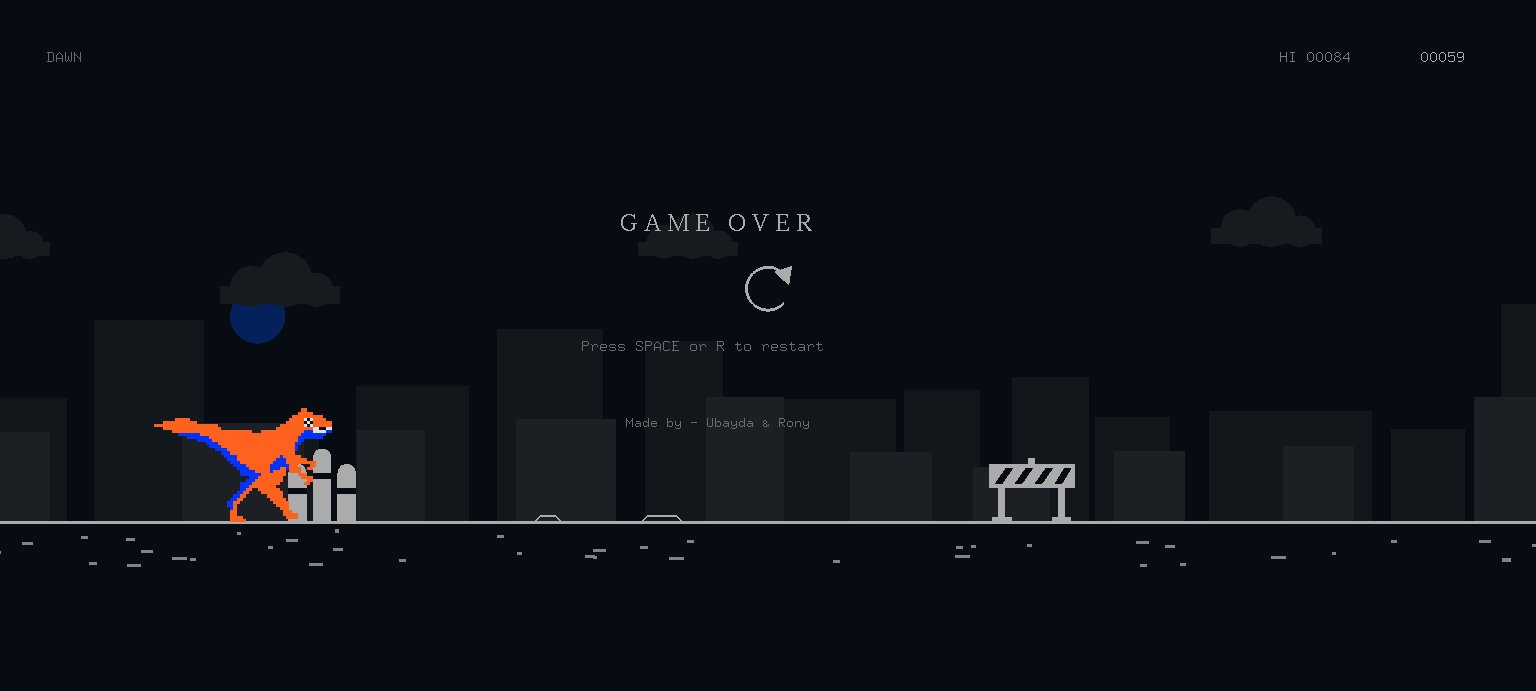 DAWN
HI 00084 00059
GAME OVER
Press SPACE or R to restart
Made by - Ubayda & Rony